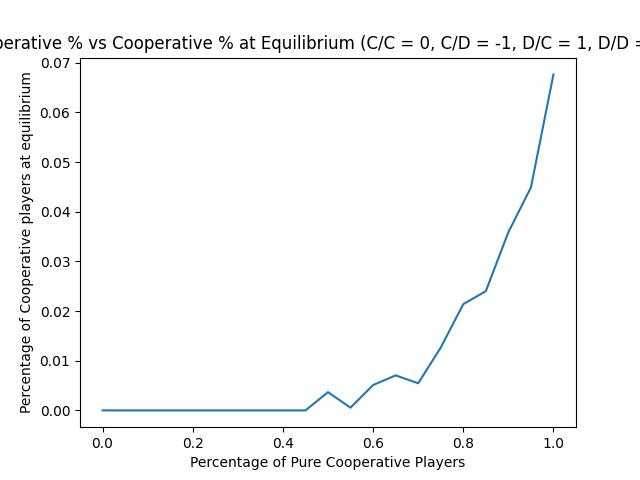 perative % vs Cooperative % at Equilibrium (C/C = 0, C/D = -1, D/C = 1, D/D =
0.07
0.06
0.05
0.04
0.03
0.02
0.01
0.00
Percentage of Cooperative players at equilibrium
0.0 0.2 0.4 0.6 0.8 1.0
Percentage of Pure Cooperative Players